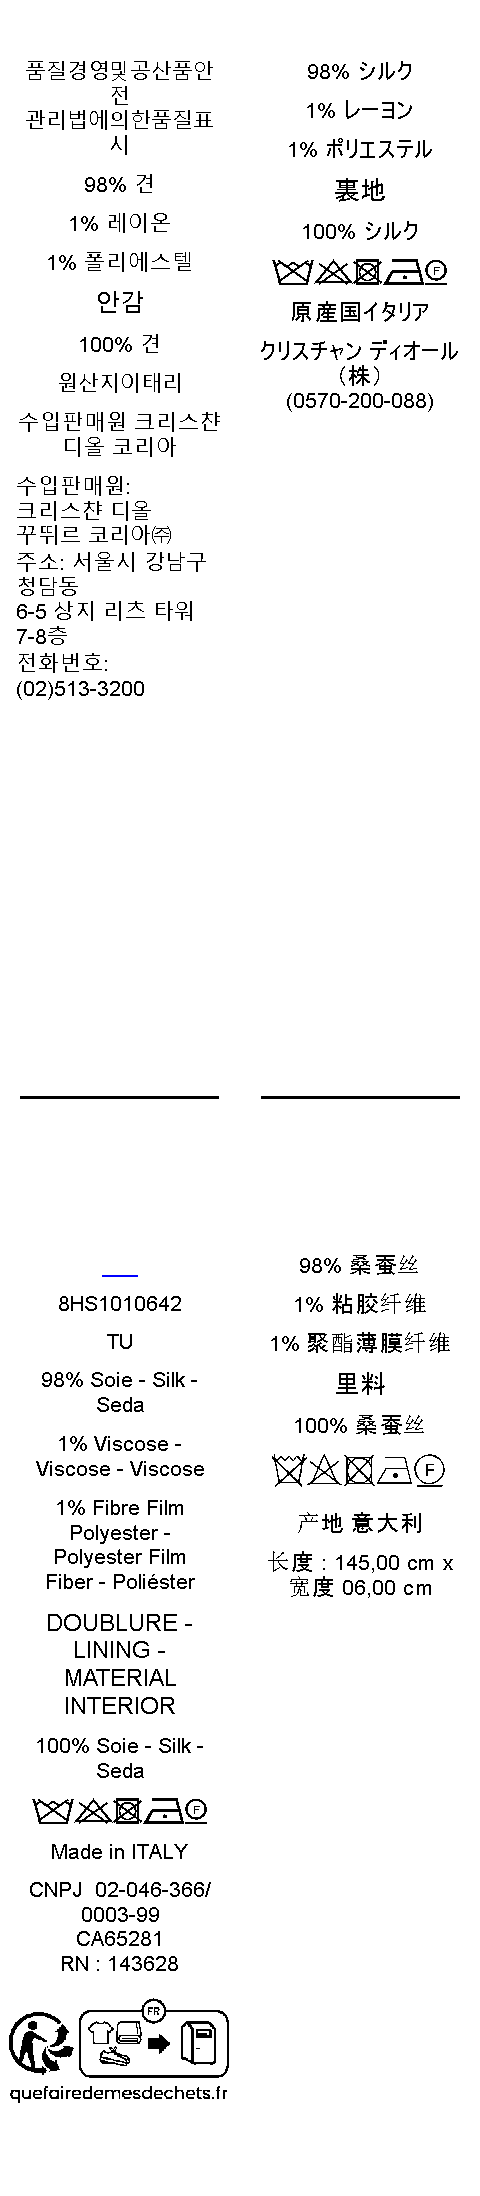 품질경영및공산품안
전
관리법에의한품질표
시
98% 견
1% 레이온
1% 폴리에스텔
안감
100% 견
원산지이태리
수입판매원 크리스챤
디올 코리아
수입판매원:
크리스챤 디올
꾸뛰르 코리아㈜
주소: 서울시 강남구
청담동
6-5 상지 리츠 타워
7-8층
전화번호:
(02)513-3200
98% シルク
1% レーヨン
1% ポリエステル
裏地
100% シルク
F
原産国イタリア
クリスチャン ディオール
（株）
(0570-200-088)
8HS1010642
TU
98% Soie - Silk -
Seda
1% Viscose -
Viscose - Viscose
1% Fibre Film
Polyester -
Polyester Film
Fiber - Poliéster
DOUBLURE -
LINING -
MATERIAL
INTERIOR
100% Soie - Silk -
Seda
F
Made in ITALY
CNPJ 02-046-366/
0003-99
CA65281
RN : 143628
FR
quefairedemesdechets.fr
98% 桑蚕丝
1% 粘胶纤维
1% 聚酯薄膜纤维
里料
100% 桑蚕丝
F
产地 意大利
长度 : 145,00 cm x
宽度 06,00 cm